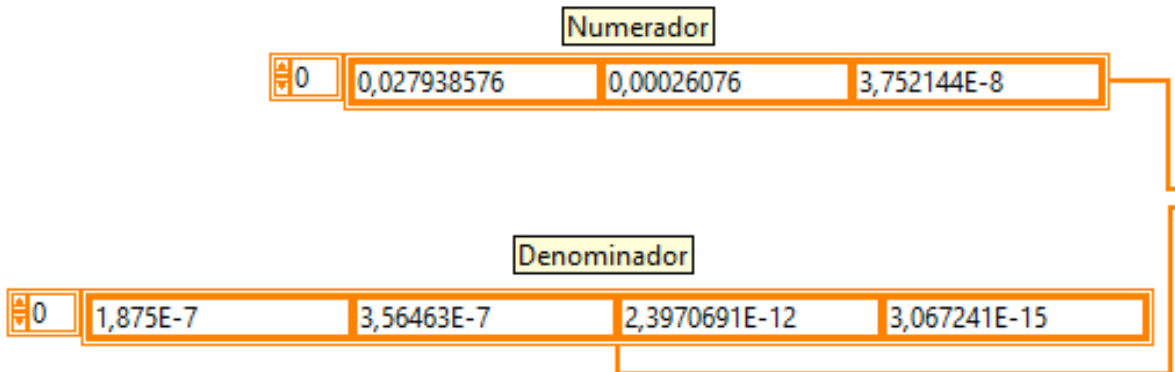 Numerador
0 0,027938576 0,00026076 3,752144E-8
Denominador
0 1,875E-7 3,56463E-7 2,3970691E-12 3,067241E-15